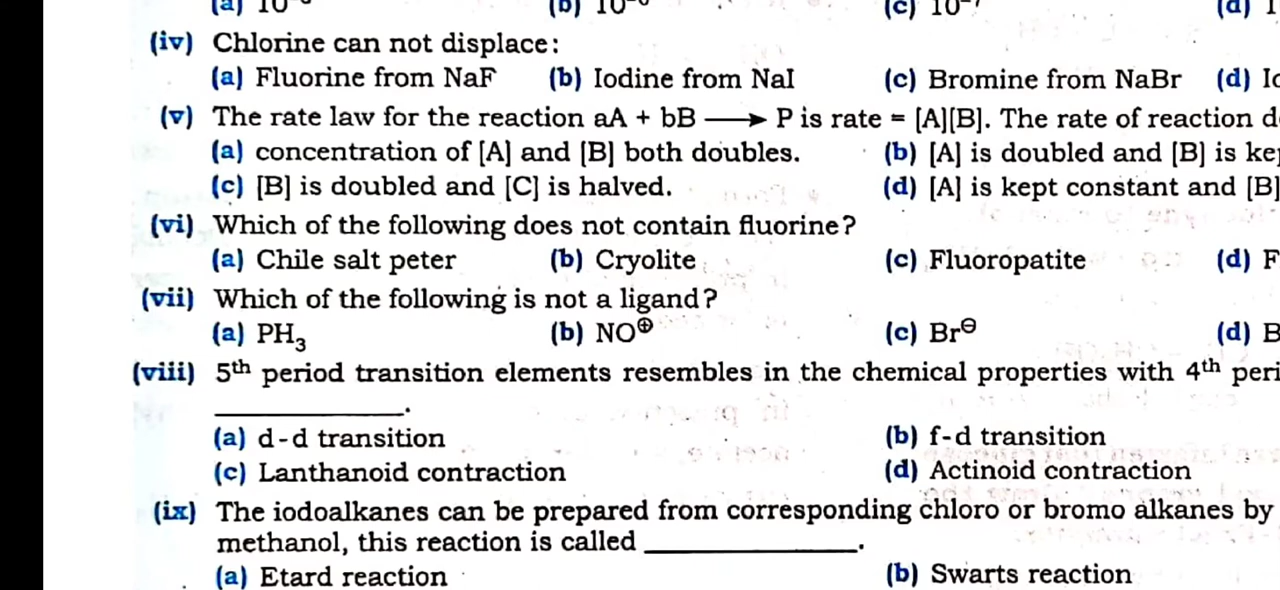 (iv) Chlorine can not displace:
(a) Fluorine from NaF (b) Iodine from NaI (c) Bromine from NaBr (d)
(v) The rate law for the reaction aA + bB ⟶ P is rate = [A][B]. The rate of reaction
(a) concentration of [A] and [B] both doubles. (b) [A] is doubled and [B] is
(c) [B] is doubled and [C] is halved. (d) [A] is kept constant and [B]
(vi) Which of the following does not contain fluorine?
(a) Chile salt peter (b) Cryolite (c) Fluoropatite (d) F
(vii) Which of the following is not a ligand?
(a) PH₃ (b) NO⊕ (c) Br⊖ (d) B
(viii) 5th period transition elements resembles in the chemical properties with 4th peri
____________.
(a) d-d transition (b) f-d transition
(c) Lanthanoid contraction (d) Actinoid contraction
(ix) The iodoalkanes can be prepared from corresponding chloro or bromo alkanes by
methanol, this reaction is called ____________.
(a) Etard reaction (b) Swarts reaction